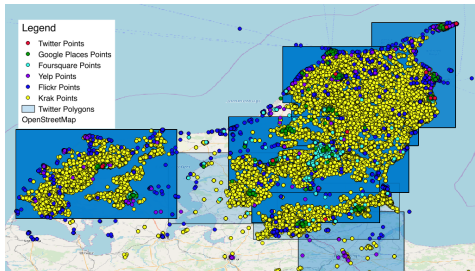 Legend
Twitter Points
Google Places Points
Foursquare Points
Yelp Points
Flickr Points
Krak Points
Twitter Polygons
OpenStreetMap